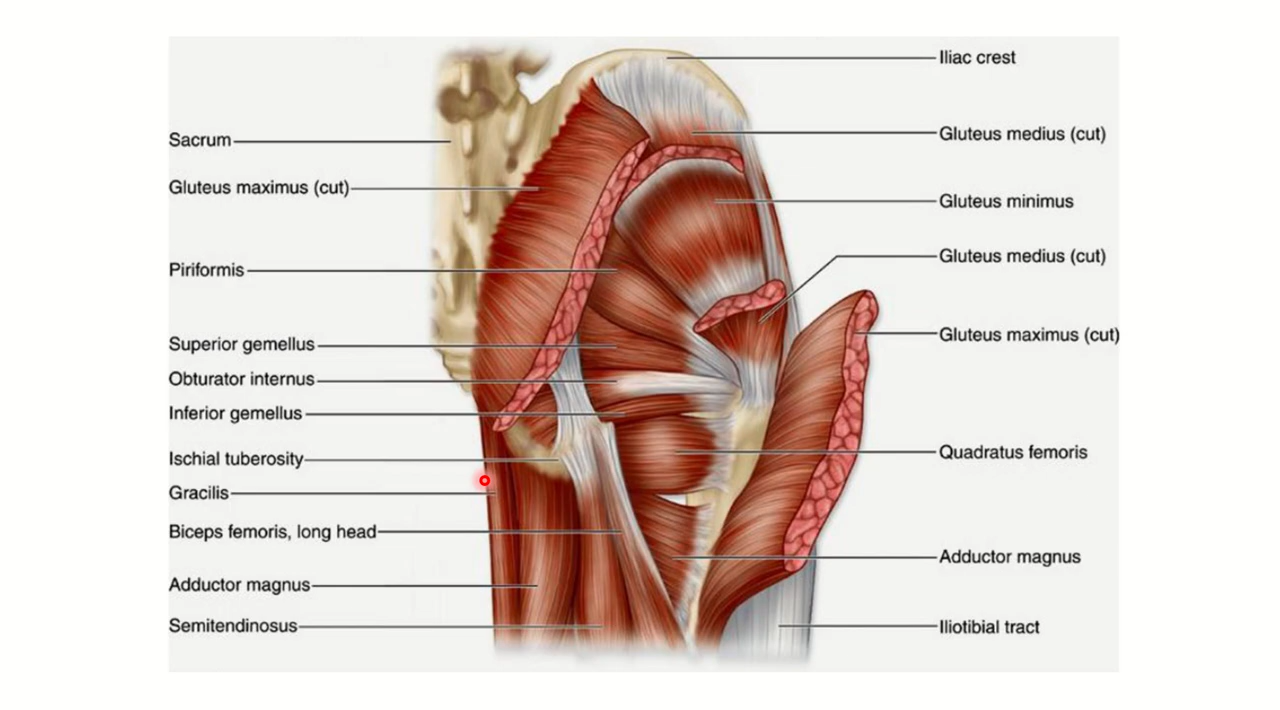 Sacrum
Gluteus maximus (cut)
Piriformis
Superior gemellus
Obturator internus
Inferior gemellus
Ischial tuberosity
Gracilis
Biceps femoris, long head
Adductor magnus
Semitendinosus
Iliac crest
Gluteus medius (cut)
Gluteus minimus
Gluteus medius (cut)
Gluteus maximus (cut)
Quadratus femoris
Adductor magnus
Iliotibial tract